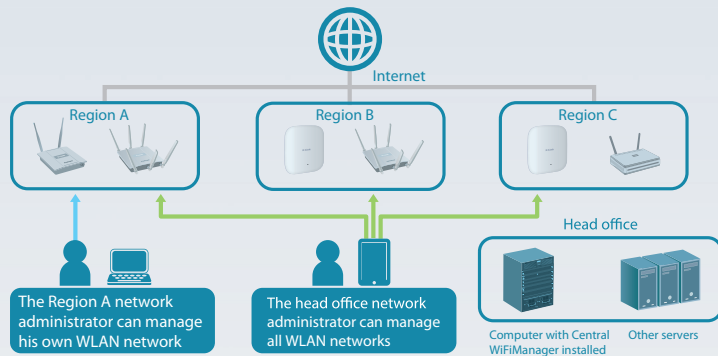 Internet
Region A
Region B
Region C
Head office
The Region A network
administrator can manage
his own WLAN network
The head office network
administrator can manage
all WLAN networks
Computer with Central
WiFiManager installed
Other servers